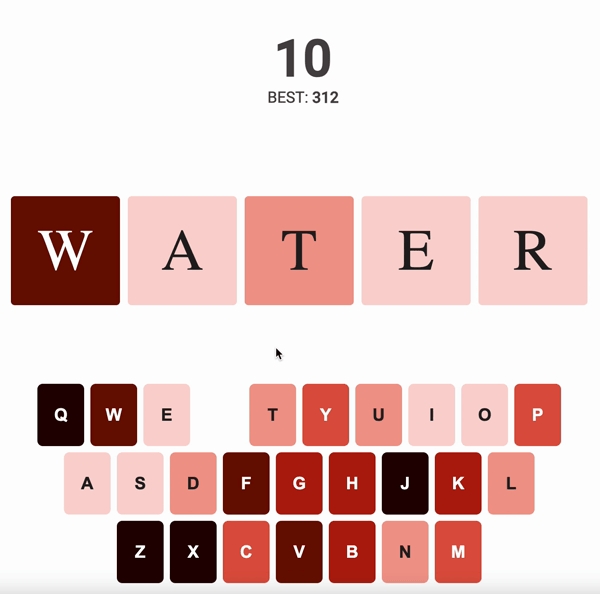 10
BEST: 312
W A T E R
Q W E T Y U I O P
A S D F G H J K L
Z X C V B N M